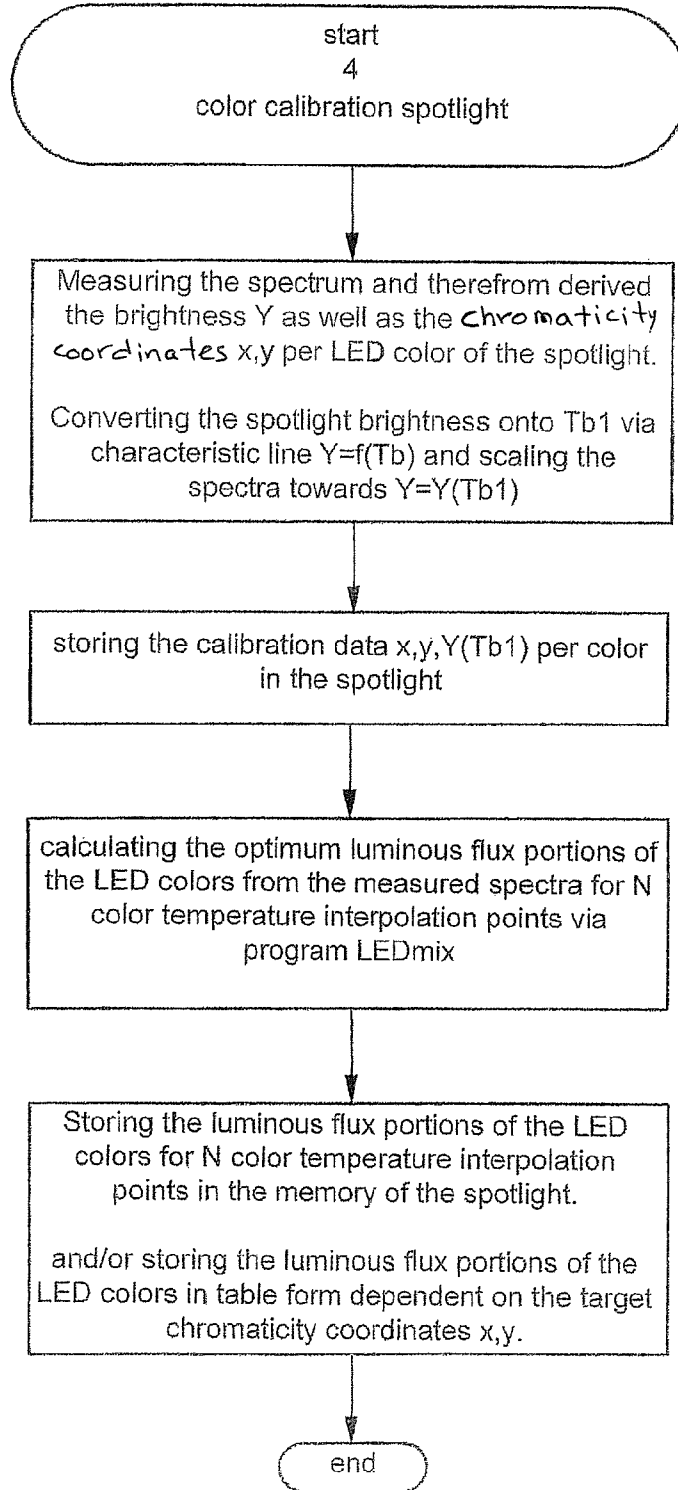 start
4
color calibration spotlight
Measuring the spectrum and therefrom derived
the brightness Y as well as the chromaticity
coordinates x,y per LED color of the spotlight.
Converting the spotlight brightness onto Tb1 via
characteristic line Y=f(Tb) and scaling the
spectra towards Y=Y(Tb1)
storing the calibration data x,y,Y(Tb1) per color
in the spotlight
calculating the optimum luminous flux portions of
the LED colors from the measured spectra for N
color temperature interpolation points via
program LEDmix
Storing the luminous flux portions of the LED
colors for N color temperature interpolation
points in the memory of the spotlight.
and/or storing the luminous flux portions of the
LED colors in table form dependent on the target
chromaticity coordinates x,y.
end